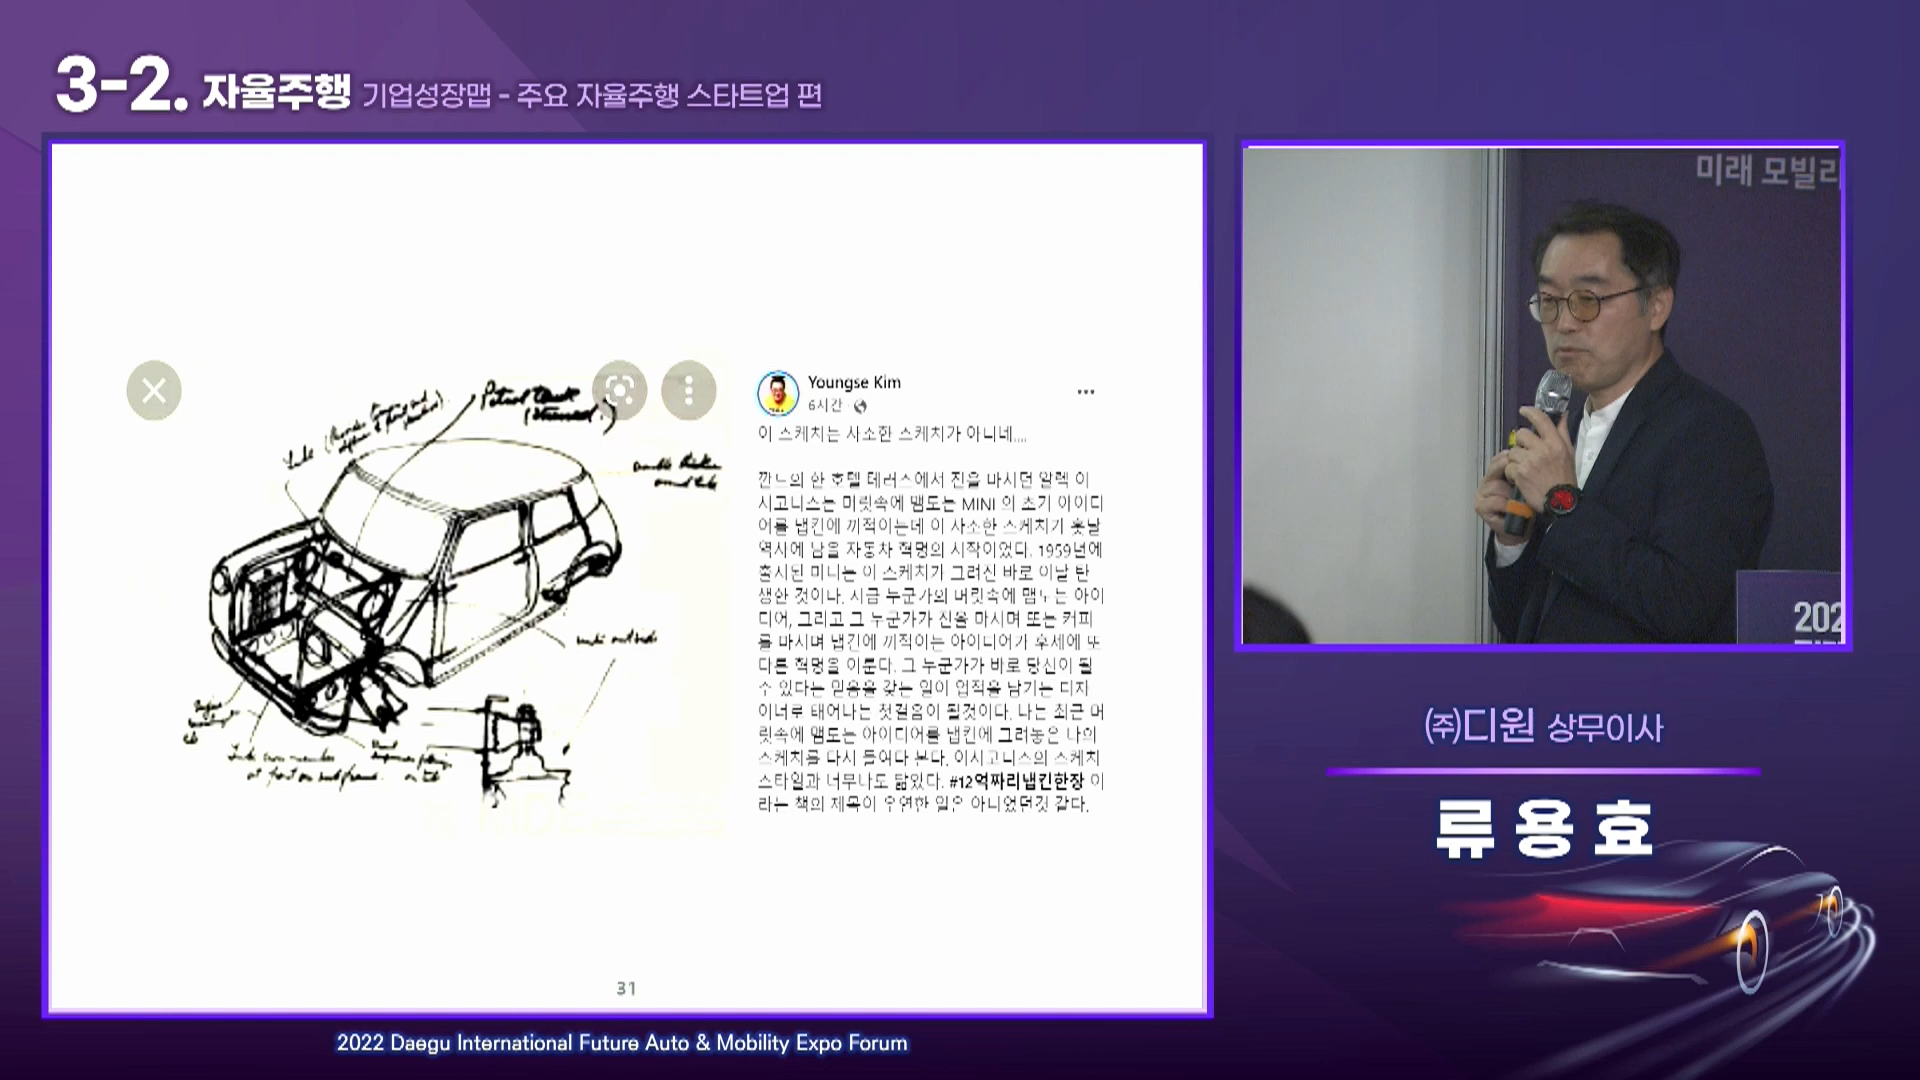 3-2. 자율주행 기업성장맵 - 주요 자율주행 스타트업 편
Petrol tank
Youngse Kim
6시간
이 스케치는 사소한 스케치가 아니네....
깐느의 한 호텔 테러스에서 진을 마시던 알렉 이
시고니스는 머릿속에 맴도는 MINI 의 초기 아이디
어를 냅킨에 끼적이는데 이 사소한 스케치가 훗날
역사에 남을 자동차 혁명의 시작이었다. 1959년에
출시된 미니는 이 스케치가 그려진 바로 이날 탄
생한 것이다. 지금 누군가의 머릿속에 맴도는 아이
디어, 그리고 그 누군가가 진을 마시며 또는 커피
를 마시며 냅킨에 끼적이는 아이디어가 후세에 또
다른 혁명을 이룬다. 그 누군가가 바로 당신이 될
수 있다는 믿음을 갖는 일이 업적을 남기는 디자
이너로 태어나는 첫걸음이 될것이다. 나는 최근 머
릿속에 맴도는 아이디어를 냅킨에 그려놓은 나의
스케치를 다시 들여다 본다. 이시고니스의 스케치
스타일과 너무나도 닮았다. #12억짜리냅킨한장 이
라는 책의 제목이 우연한 일은 아니었던것 같다.
31
미래 모빌리
202
㈜디원 상무이사
류용효
2022 Daegu International Future Auto & Mobility Expo Forum